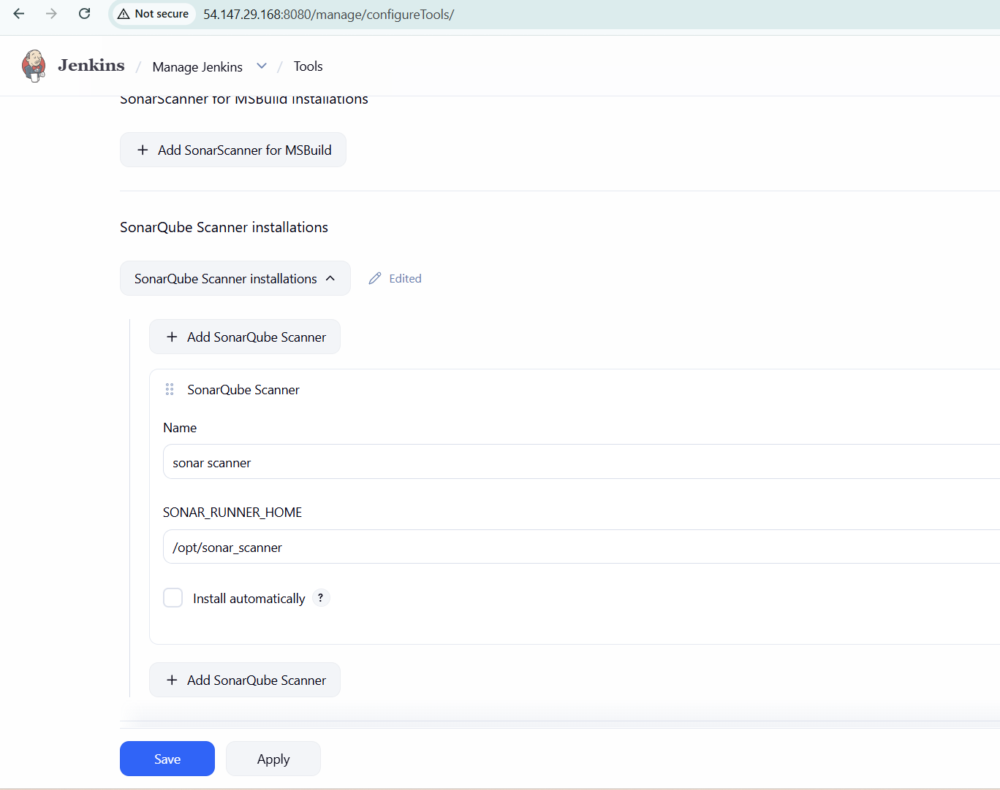 Not secure 54.147.29.168:8080/manage/configureTools/
Jenkins / Manage Jenkins / Tools
SonarScanner for MSBuild installations
+ Add SonarScanner for MSBuild
SonarQube Scanner installations
SonarQube Scanner installations Edited
+ Add SonarQube Scanner
SonarQube Scanner
Name
sonar scanner
SONAR_RUNNER_HOME
/opt/sonar_scanner
Install automatically ?
+ Add SonarQube Scanner
Save Apply